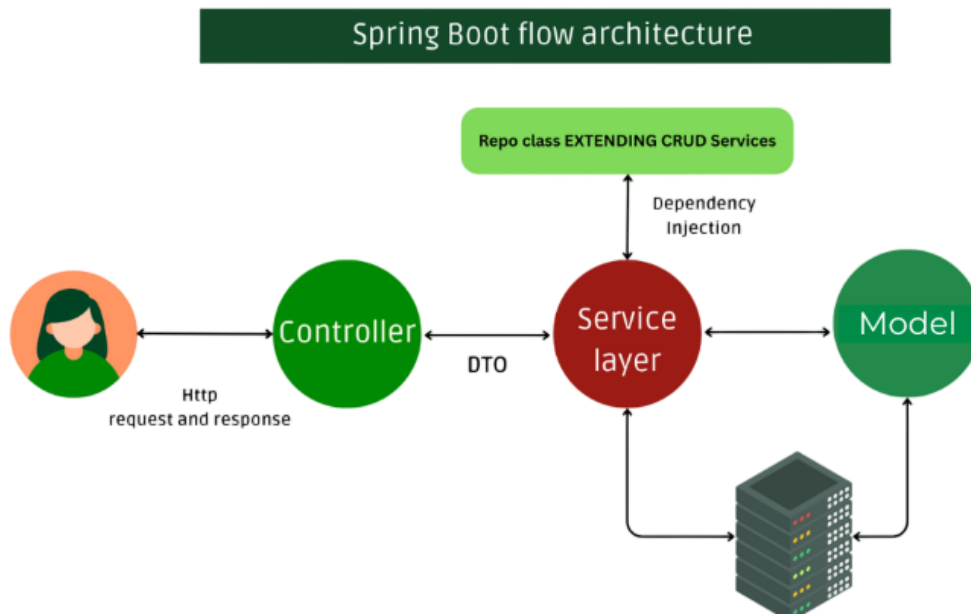 Spring Boot flow architecture
Repo class EXTENDING CRUD Services
Dependency
Injection
Controller
Service
layer
Model
DTO
Http
request and response